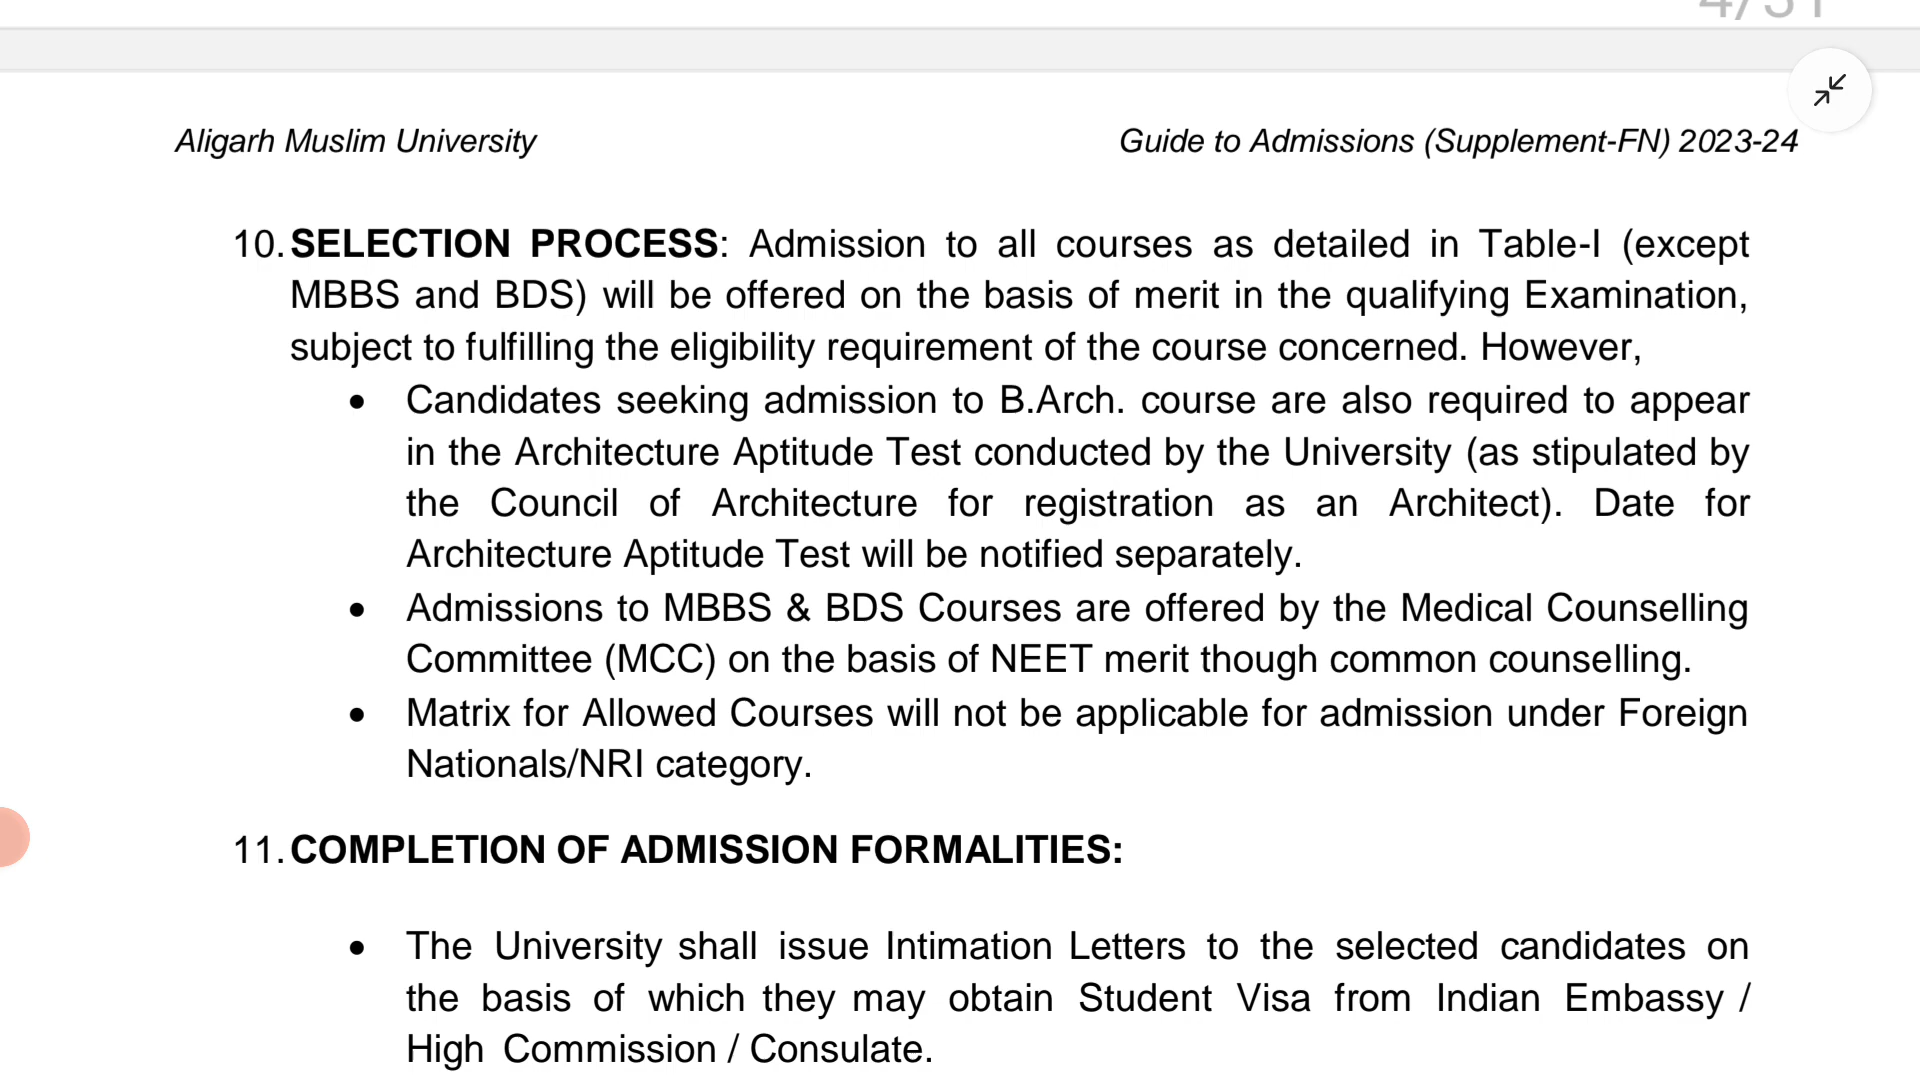 Aligarh Muslim University
Guide to Admissions (Supplement-FN) 2023-24
10. SELECTION PROCESS: Admission to all courses as detailed in Table-I (except
MBBS and BDS) will be offered on the basis of merit in the qualifying Examination,
subject to fulfilling the eligibility requirement of the course concerned. However,
• Candidates seeking admission to B.Arch. course are also required to appear
in the Architecture Aptitude Test conducted by the University (as stipulated by
the Council of Architecture for registration as an Architect). Date for
Architecture Aptitude Test will be notified separately.
• Admissions to MBBS & BDS Courses are offered by the Medical Counselling
Committee (MCC) on the basis of NEET merit though common counselling.
• Matrix for Allowed Courses will not be applicable for admission under Foreign
Nationals/NRI category.
11. COMPLETION OF ADMISSION FORMALITIES:
• The University shall issue Intimation Letters to the selected candidates on
the basis of which they may obtain Student Visa from Indian Embassy /
High Commission / Consulate.